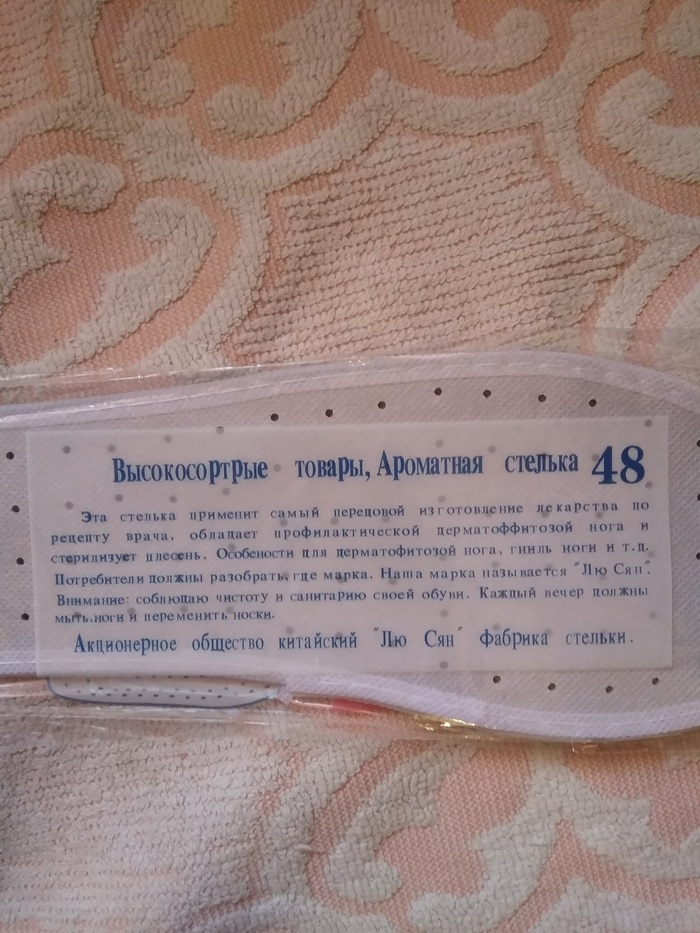 Высокосортрые товары, Ароматная стелька 48
Эта стелька применит самый передовой изготовление лекарства по
рецепту врача, обладает профилактической дерматоффитозой нога и
стерилизует плесень. Особености для дерматофитозой нога, гниль ноги и т.д.
Потребители должны разобрать, где марка. Наша марка называется "Лю Сян".
Внимание: соблюдаю чистоту и санитарию своей обуви. Каждый вечер должны
мыть.ноги и переменить носки.
Акционерное общество китайский "Лю Сян" Фабрика стельки.